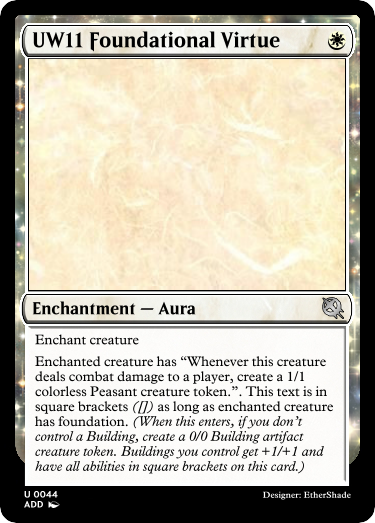 UW11 Foundational Virtue
Enchantment — Aura
Enchant creature
Enchanted creature has “Whenever this creature
deals combat damage to a player, create a 1/1
colorless Peasant creature token.”. This text is in
square brackets ([]) as long as enchanted creature
has foundation. (When this enters, if you don’t
control a Building, create a 0/0 Building artifact
creature token. Buildings you control get +1/+1 and
have all abilities in square brackets on this card.)
U 0044
ADD
Designer: EtherShade